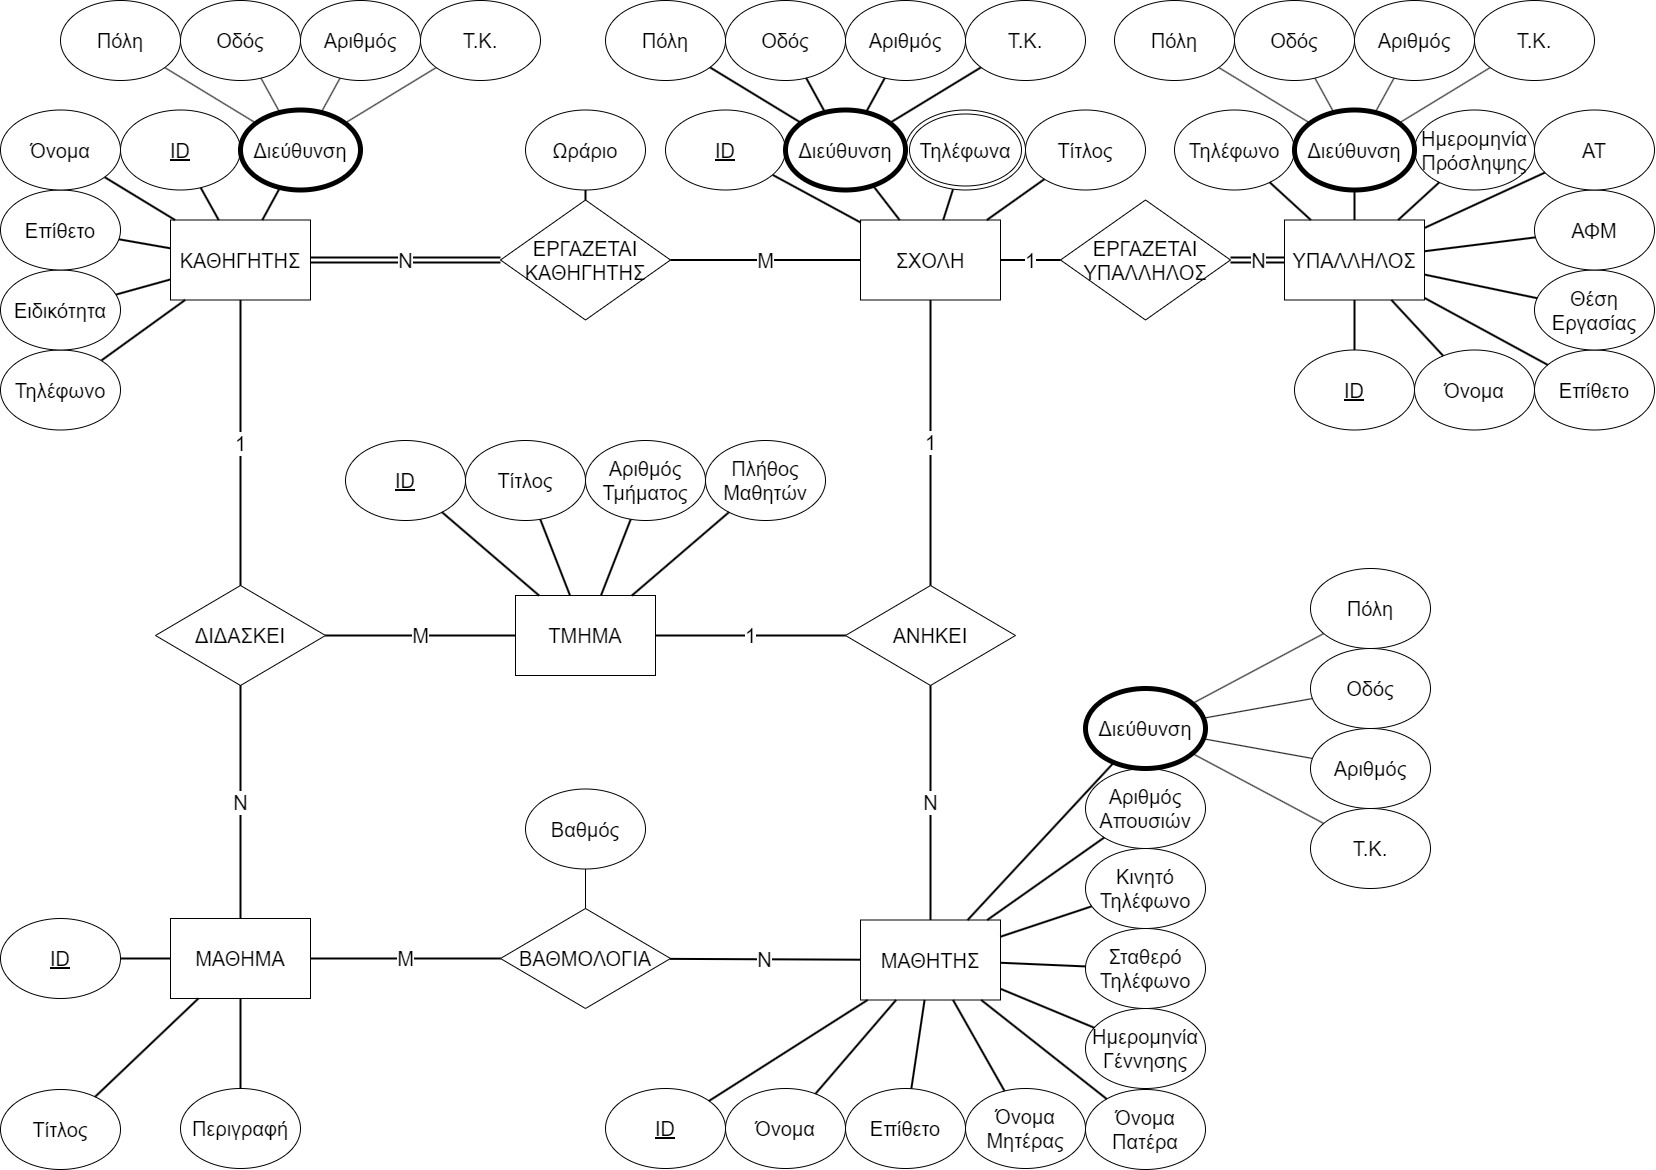 Πόλη
Οδός
Αριθμός
Τ.Κ.
Πόλη
Οδός
Αριθμός
Τ.Κ.
Πόλη
Οδός
Αριθμός
Τ.Κ.
Όνομα
ID
Διεύθυνση
Ωράριο
ID
Διεύθυνση
Τηλέφωνα
Τίτλος
Τηλέφωνο
Διεύθυνση
Ημερομηνία
Πρόσληψης
ΑΤ
Επίθετο
ΑΦΜ
ΚΑΘΗΓΗΤΗΣ
N
ΕΡΓΑΖΕΤΑΙ
ΚΑΘΗΓΗΤΗΣ
M
ΣΧΟΛΗ
1
ΕΡΓΑΖΕΤΑΙ
ΥΠΑΛΛΗΛΟΣ
N
ΥΠΑΛΛΗΛΟΣ
Ειδικότητα
Θέση
Εργασίας
Τηλέφωνο
ID
Όνομα
Επίθετο
1
1
ID
Τίτλος
Αριθμός
Τμήματος
Πλήθος
Μαθητών
ΔΙΔΑΣΚΕΙ
M
ΤΜΗΜΑ
1
ΑΝΗΚΕΙ
Πόλη
Οδός
Διεύθυνση
Αριθμός
N
N
Αριθμός
Απουσιών
Βαθμός
Τ.Κ.
Κινητό
Τηλέφωνο
ID
ΜΑΘΗΜΑ
M
ΒΑΘΜΟΛΟΓΙΑ
N
ΜΑΘΗΤΗΣ
Σταθερό
Τηλέφωνο
Ημερομηνία
Γέννησης
Τίτλος
Περιγραφή
ID
Όνομα
Επίθετο
Όνομα
Μητέρας
Όνομα
Πατέρα